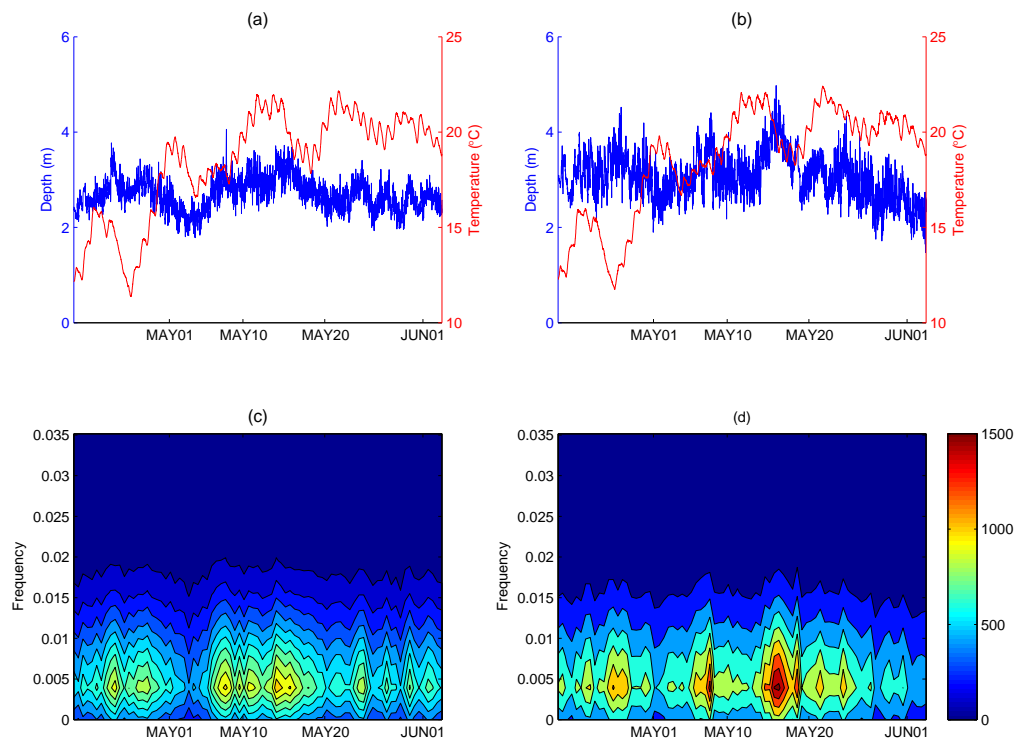 (a)
(b)
6
4
2
0
Depth (m)
25
20
15
10
Temperature (°C)
MAY01 MAY10 MAY20 JUN01
6
4
2
0
Depth (m)
25
20
15
10
Temperature (°C)
MAY01 MAY10 MAY20 JUN01
(c)
(d)
0.035
0.03
0.025
0.02
0.015
0.01
0.005
0
Frequency
MAY01 MAY10 MAY20 JUN01
0.035
0.03
0.025
0.02
0.015
0.01
0.005
0
Frequency
MAY01 MAY10 MAY20 JUN01
1500
1000
500
0